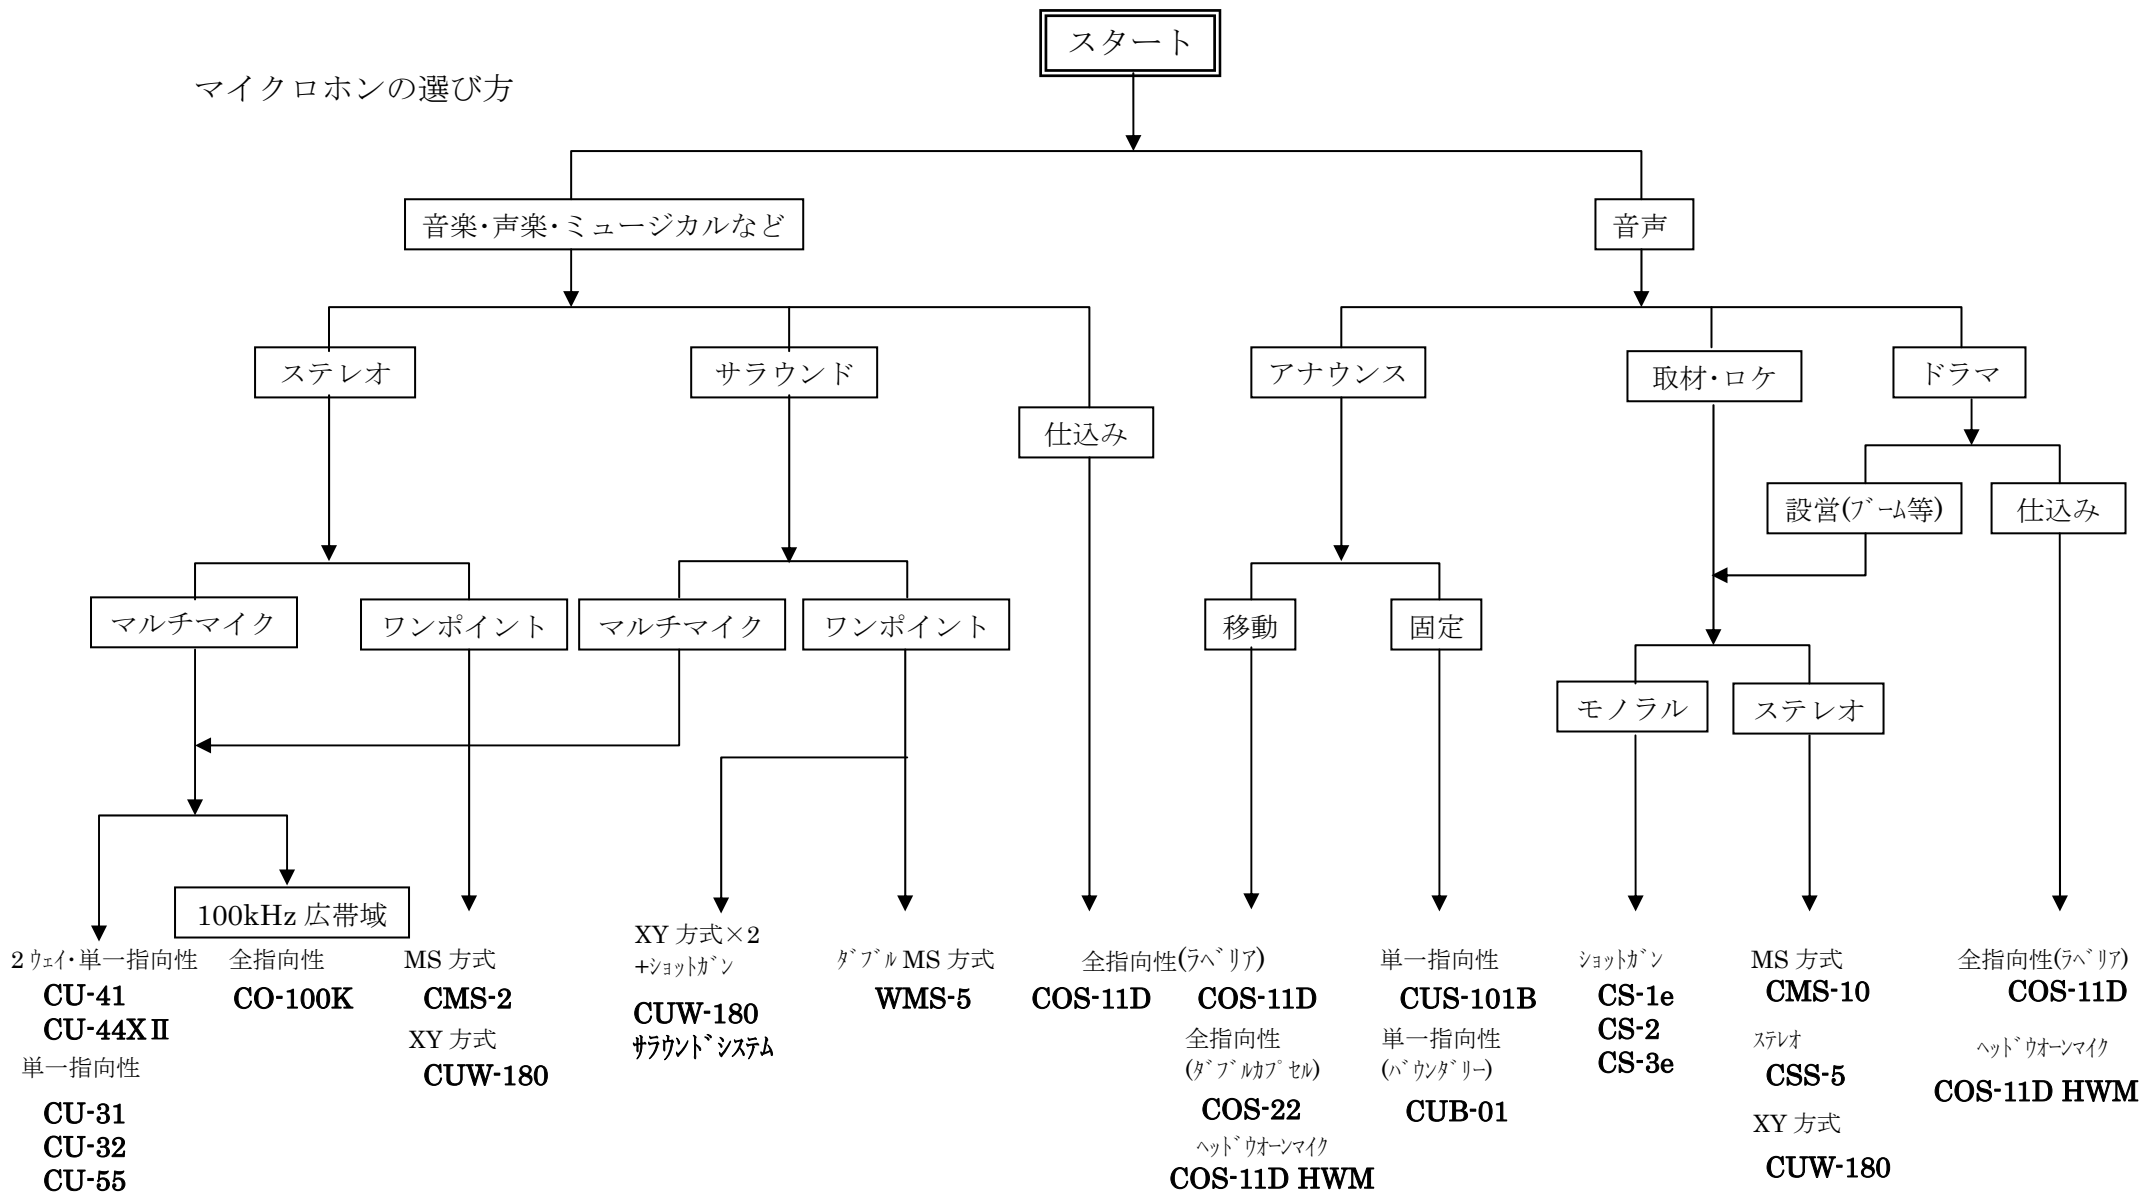 スタート
マイクロホンの選び方
音楽･声楽･ミュージカルなど
音声
ステレオ
サラウンド
仕込み
アナウンス
取材･ロケ
ドラマ
設営(ﾌﾞｰﾑ等)
仕込み
マルチマイク
ワンポイント
マルチマイク
ワンポイント
移動
固定
モノラル
ステレオ
100kHz 広帯域
2 ｳｪｲ･単一指向性
CU-41
CU-44XⅡ
単一指向性
CU-31
CU-32
CU-55
全指向性
CO-100K
MS 方式
CMS-2
XY 方式
CUW-180
XY 方式×2
+ｼｮｯﾄｶﾞﾝ
CUW-180
ｻﾗｳﾝﾄﾞｼｽﾃﾑ
ﾀﾞﾌﾞﾙ MS 方式
WMS-5
全指向性(ﾗﾍﾞﾘｱ)
COS-11D
COS-11D
全指向性
(ﾀﾞﾌﾞﾙｶﾌﾟｾﾙ)
COS-22
ﾍｯﾄﾞｳｵｰﾝﾏｲｸ
COS-11D HWM
単一指向性
CUS-101B
単一指向性
(ﾊﾞｳﾝﾀﾞﾘｰ)
CUB-01
ｼｮｯﾄｶﾞﾝ
CS-1e
CS-2
CS-3e
MS 方式
CMS-10
ｽﾃﾚｵ
CSS-5
XY 方式
CUW-180
全指向性(ﾗﾍﾞﾘｱ)
COS-11D
ﾍｯﾄﾞｳｵｰﾝﾏｲｸ
COS-11D HWM